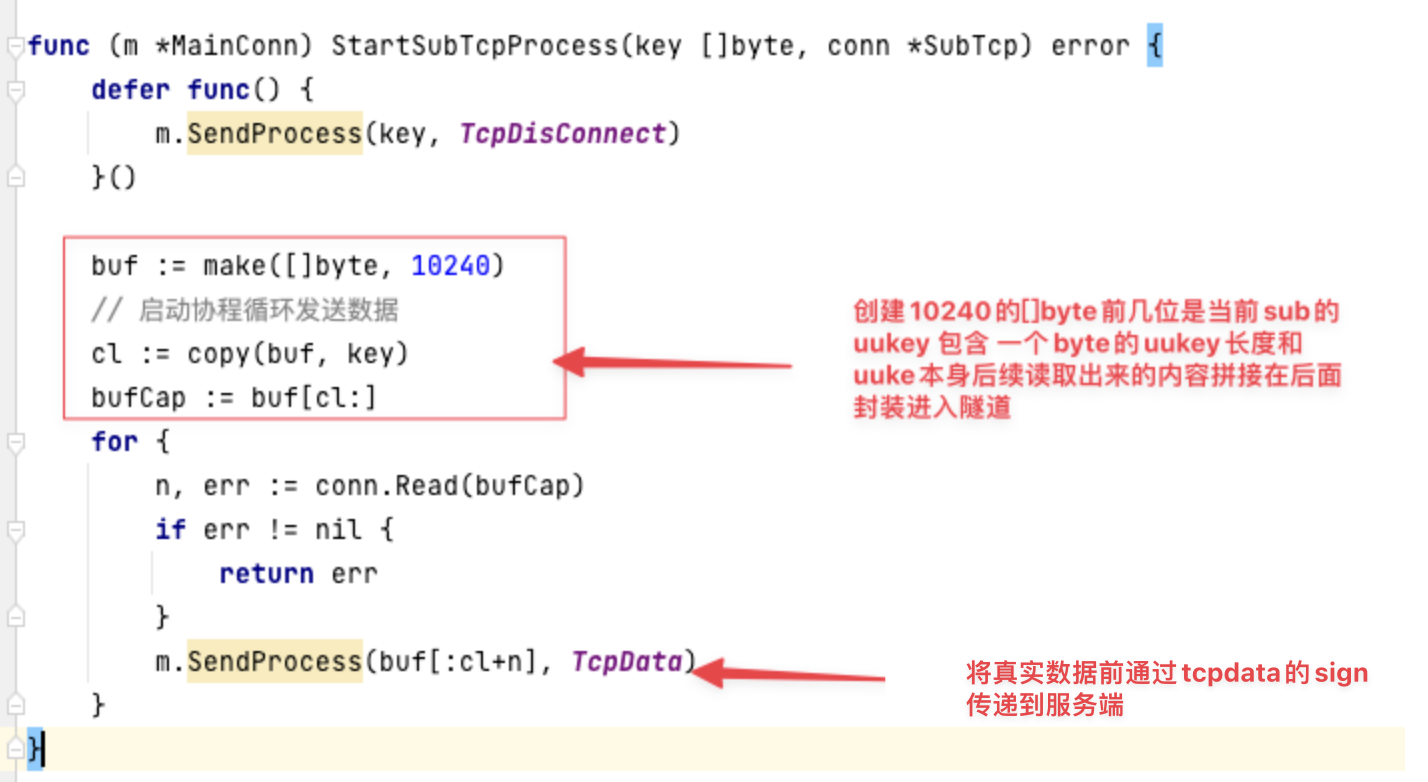 func (m *MainConn) StartSubTcpProcess(key []byte, conn *SubTcp) error {
defer func() {
m.SendProcess(key, TcpDisConnect)
}()
buf := make([]byte, 10240)
// 启动协程循环发送数据
cl := copy(buf, key)
bufCap := buf[cl:]
创建10240的[]byte前几位是当前sub的
uukey 包含 一个byte的uukey长度和
uuke本身后续读取出来的内容拼接在后面
封装进入隧道
for {
n, err := conn.Read(bufCap)
if err != nil {
return err
}
m.SendProcess(buf[:cl+n], TcpData)
将真实数据前通过tcpdata的sign
传递到服务端
}
}